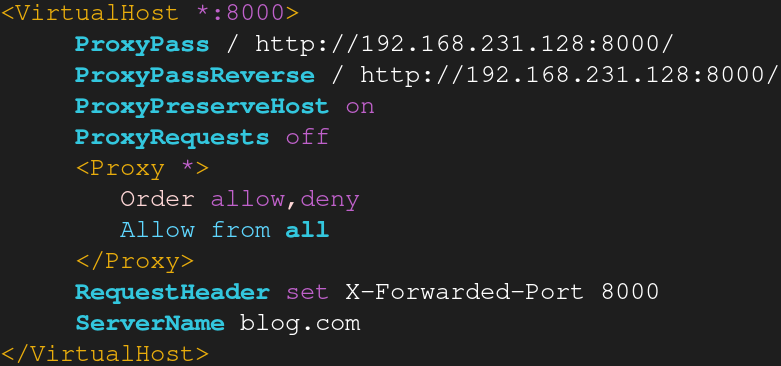 <VirtualHost *:8000>
ProxyPass / http://192.168.231.128:8000/
ProxyPassReverse / http://192.168.231.128:8000/
ProxyPreserveHost on
ProxyRequests off
<Proxy *>
Order allow,deny
Allow from all
</Proxy>
RequestHeader set X-Forwarded-Port 8000
ServerName blog.com
</VirtualHost>